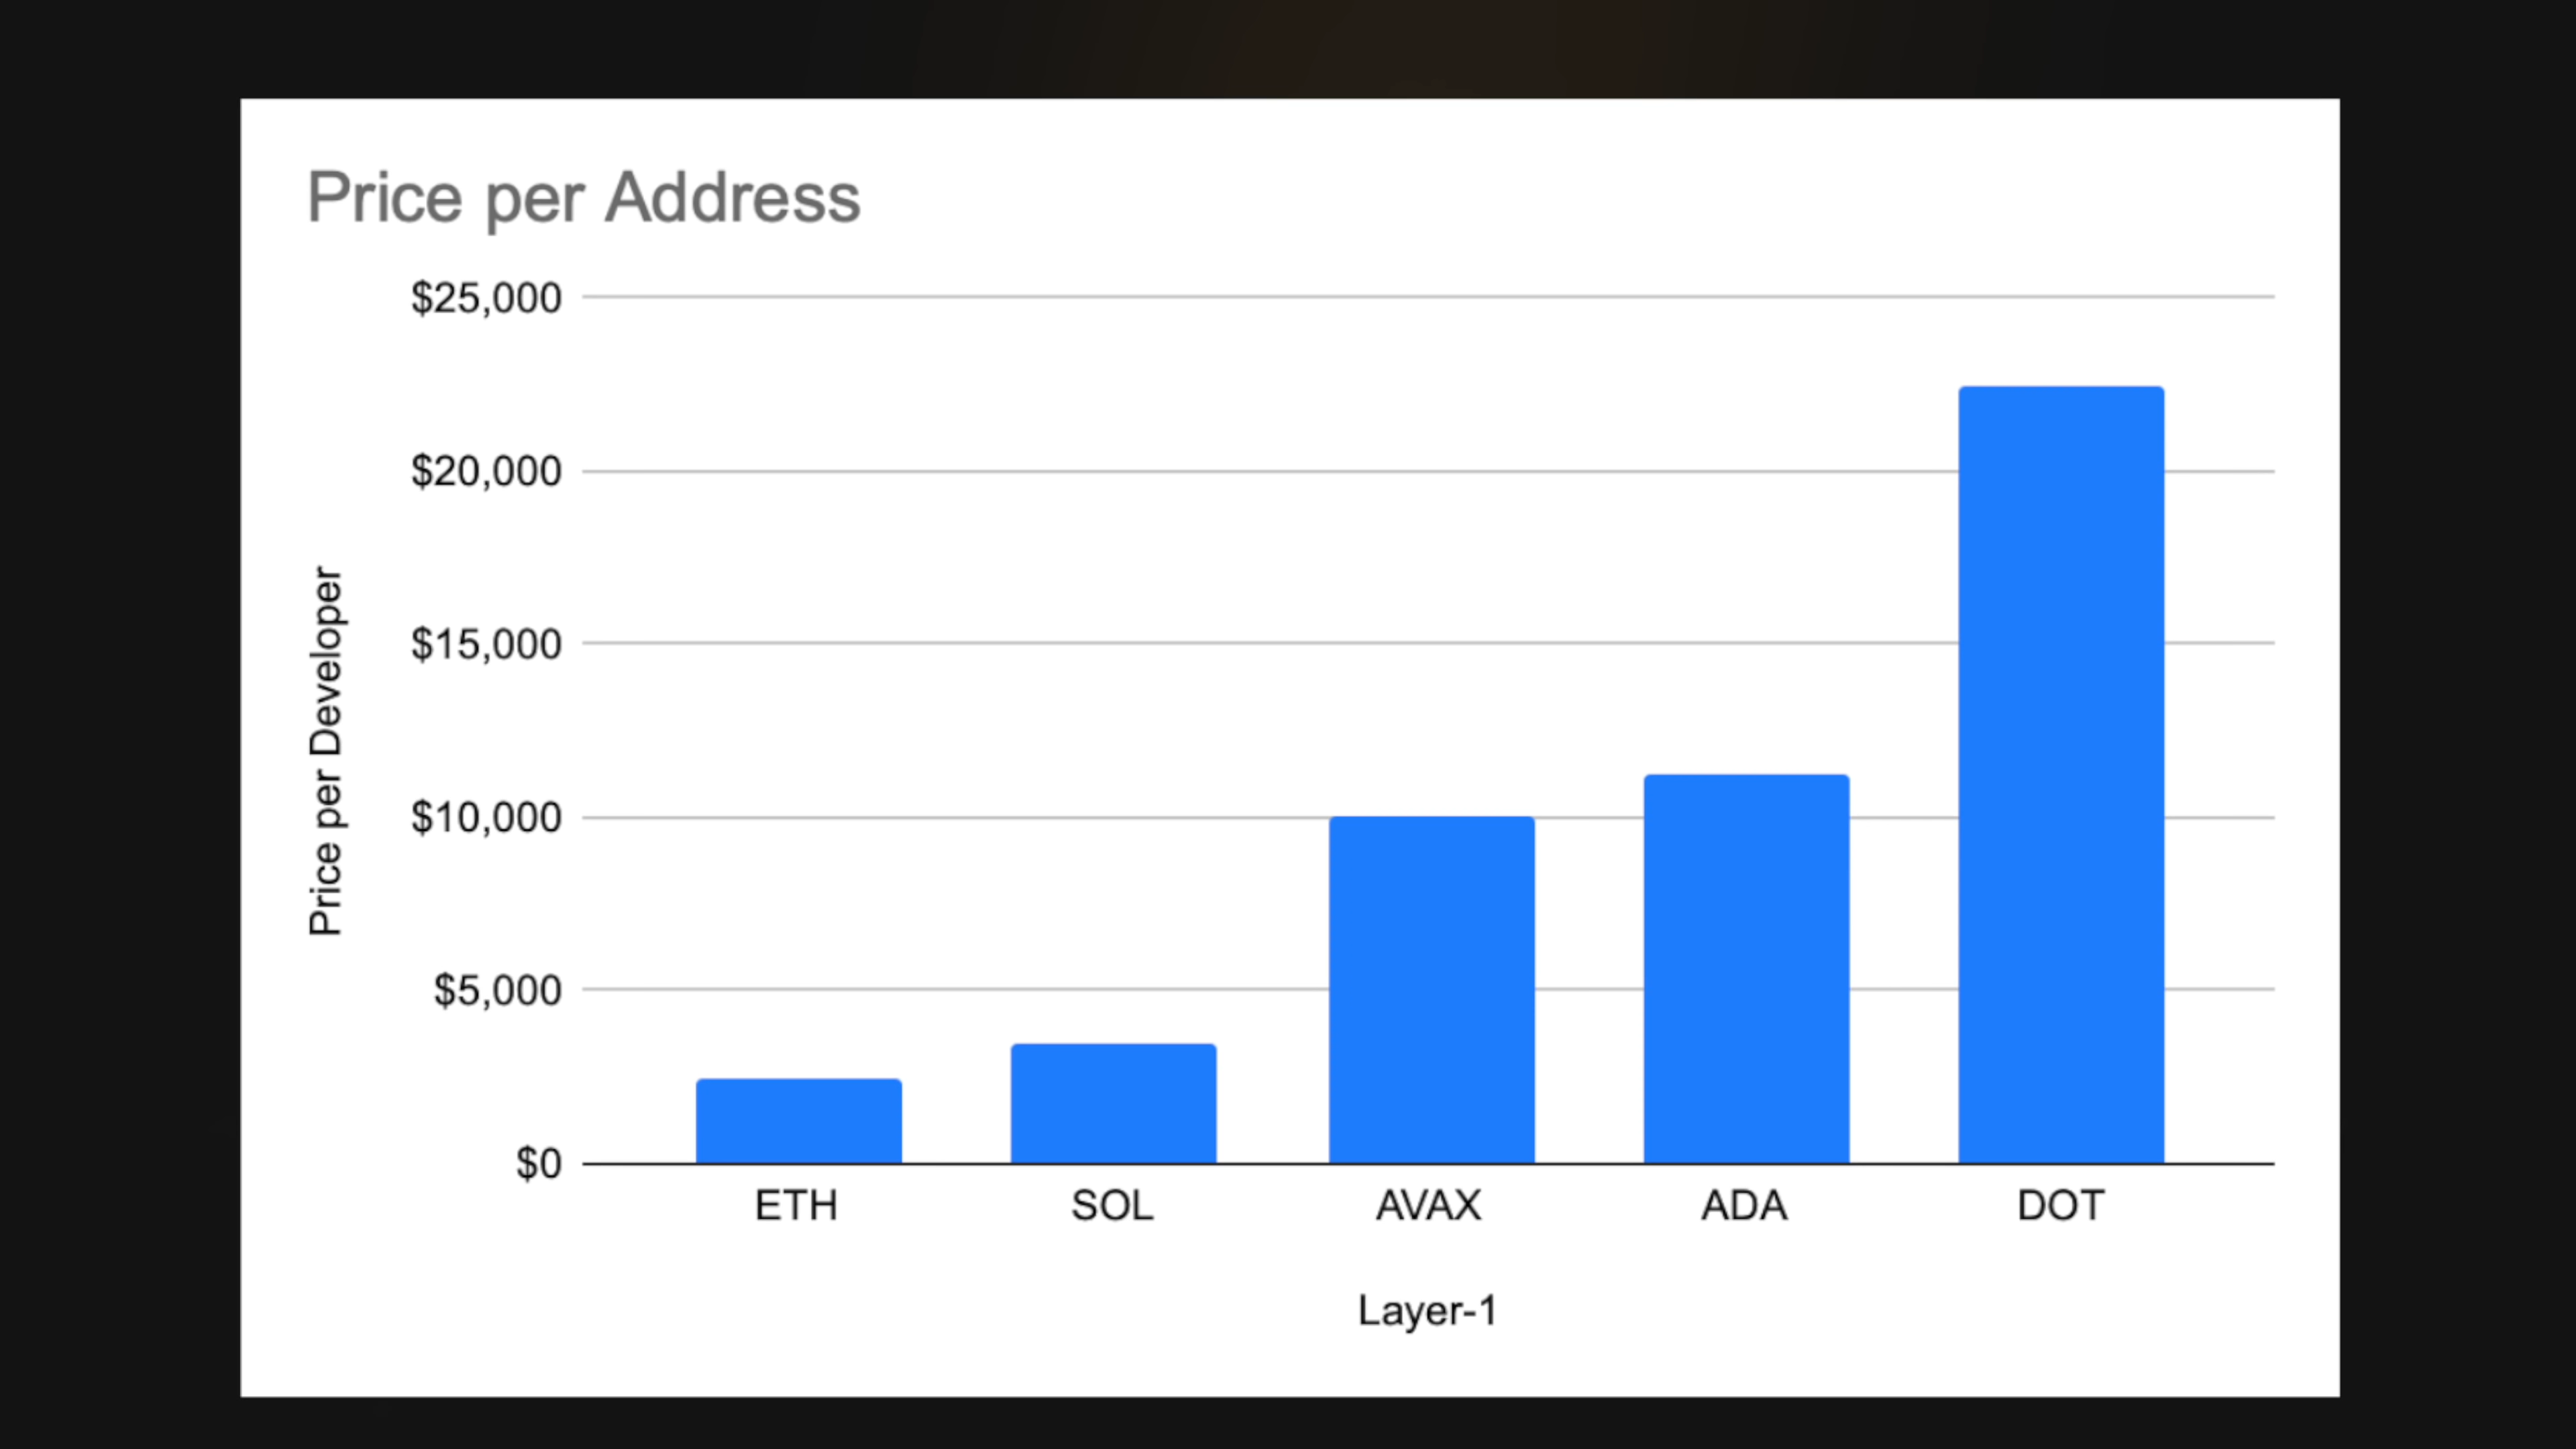 Price per Address
$25,000
$20,000
$15,000
$10,000
$5,000
$0
Price per Developer
ETH
SOL
AVAX
ADA
DOT
Layer-1